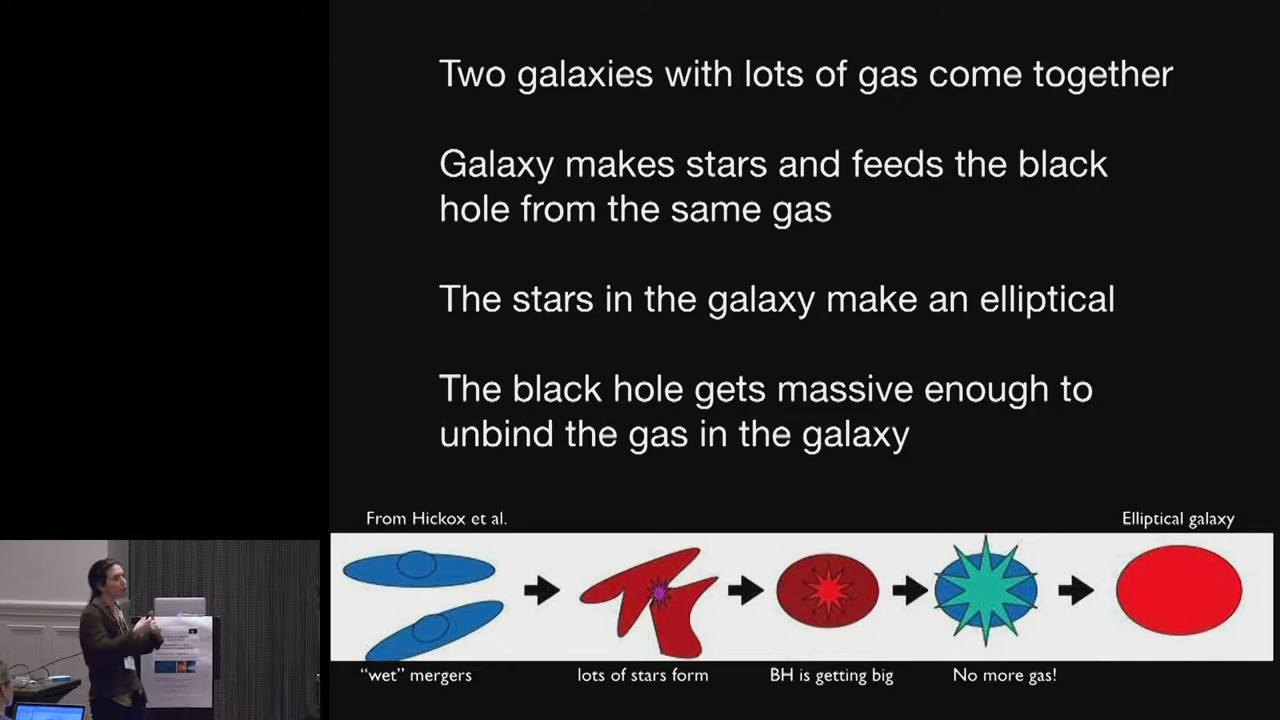 Two galaxies with lots of gas come together
Galaxy makes stars and feeds the black
hole from the same gas
The stars in the galaxy make an elliptical
The black hole gets massive enough to
unbind the gas in the galaxy
From Hickox et al.
Elliptical galaxy
"wet" mergers
lots of stars form
BH is getting big
No more gas!